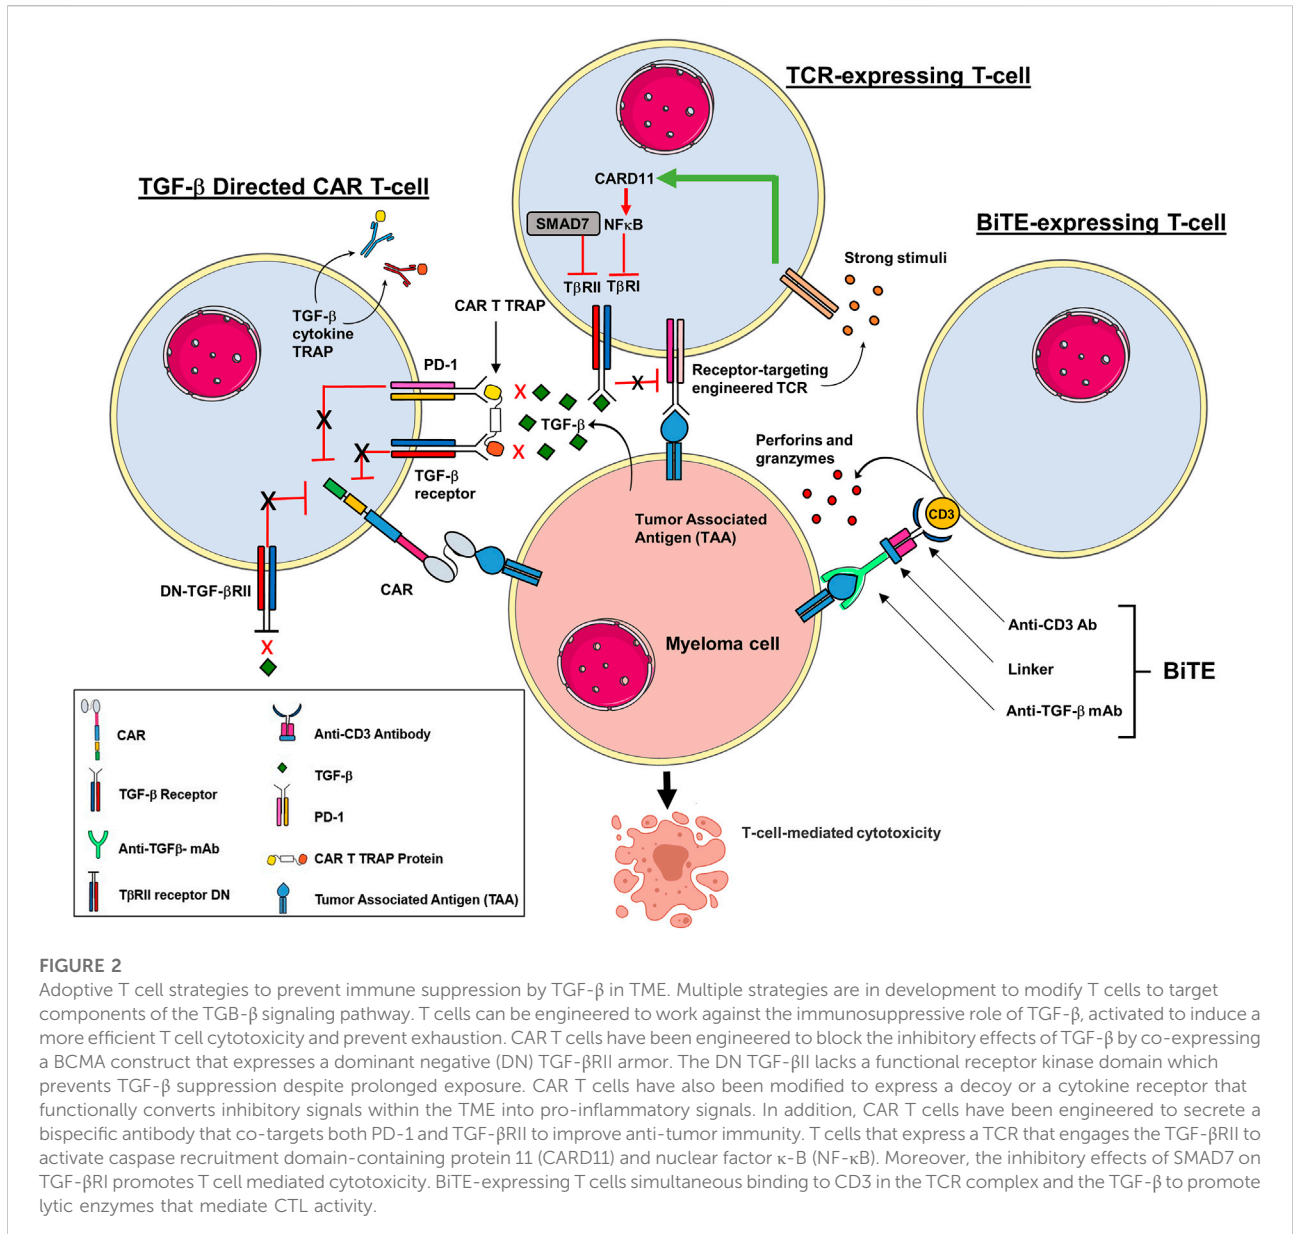 TCR-expressing T-cell
TGF-β Directed CAR T-cell
BiTE-expressing T-cell
CARD11
SMAD7
NFκB
TβRII
TβRI
Strong stimuli
TGF-β
cytokine
TRAP
CAR T TRAP
PD-1
Receptor-targeting
engineered TCR
X
X
X
X
X
X
TGF-β
TGF-β
receptor
Perforins and
granzymes
CD3
Tumor Associated
Antigen (TAA)
X
DN-TGF-βRII
CAR
X
Myeloma cell
Anti-CD3 Ab
Linker
Anti-TGF-β mAb
BiTE
CAR
TGF-β Receptor
Anti-TGFβ- mAb
TβRII receptor DN
Anti-CD3 Antibody
TGF-β
PD-1
CAR T TRAP Protein
Tumor Associated Antigen (TAA)
T-cell-mediated cytotoxicity
FIGURE 2
Adoptive T cell strategies to prevent immune suppression by TGF-β in TME. Multiple strategies are in development to modify T cells to target
components of the TGB-β signaling pathway. T cells can be engineered to work against the immunosuppressive role of TGF-β, activated to induce a
more efficient T cell cytotoxicity and prevent exhaustion. CAR T cells have been engineered to block the inhibitory effects of TGF-β by co-expressing
a BCMA construct that expresses a dominant negative (DN) TGF-βRII armor. The DN TGF-βII lacks a functional receptor kinase domain which
prevents TGF-β suppression despite prolonged exposure. CAR T cells have also been modified to express a decoy or a cytokine receptor that
functionally converts inhibitory signals within the TME into pro-inflammatory signals. In addition, CAR T cells have been engineered to secrete a
bispecific antibody that co-targets both PD-1 and TGF-βRII to improve anti-tumor immunity. T cells that express a TCR that engages the TGF-βRII to
activate caspase recruitment domain-containing protein 11 (CARD11) and nuclear factor κ-B (NF-κB). Moreover, the inhibitory effects of SMAD7 on
TGF-βRI promotes T cell mediated cytotoxicity. BiTE-expressing T cells simultaneous binding to CD3 in the TCR complex and the TGF-β to promote
lytic enzymes that mediate CTL activity.